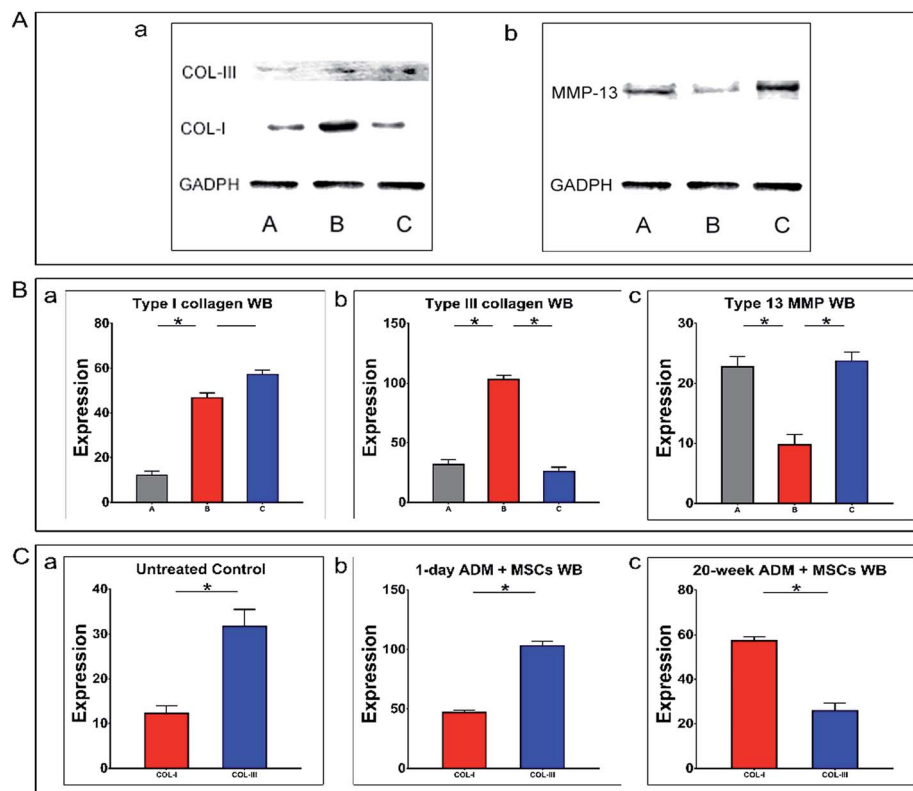 A
a
COL-III
COL-I
GADPH
A B C
b
MMP-13
GADPH
A B C
B
a
Type I collagen WB
80
60
40
20
0
Expression
*
A B C
b
Type III collagen WB
150
100
50
0
Expression
* *
A B C
c
Type 13 MMP WB
30
20
10
0
Expression
* *
A B C
C
a
Untreated Control
40
30
20
10
0
Expression
*
COL-I COL-III
b
1-day ADM + MSCs WB
150
100
50
0
Expression
*
COL-I COL-III
c
20-week ADM + MSCs WB
80
60
40
20
0
Expression
*
COL-I COL-III